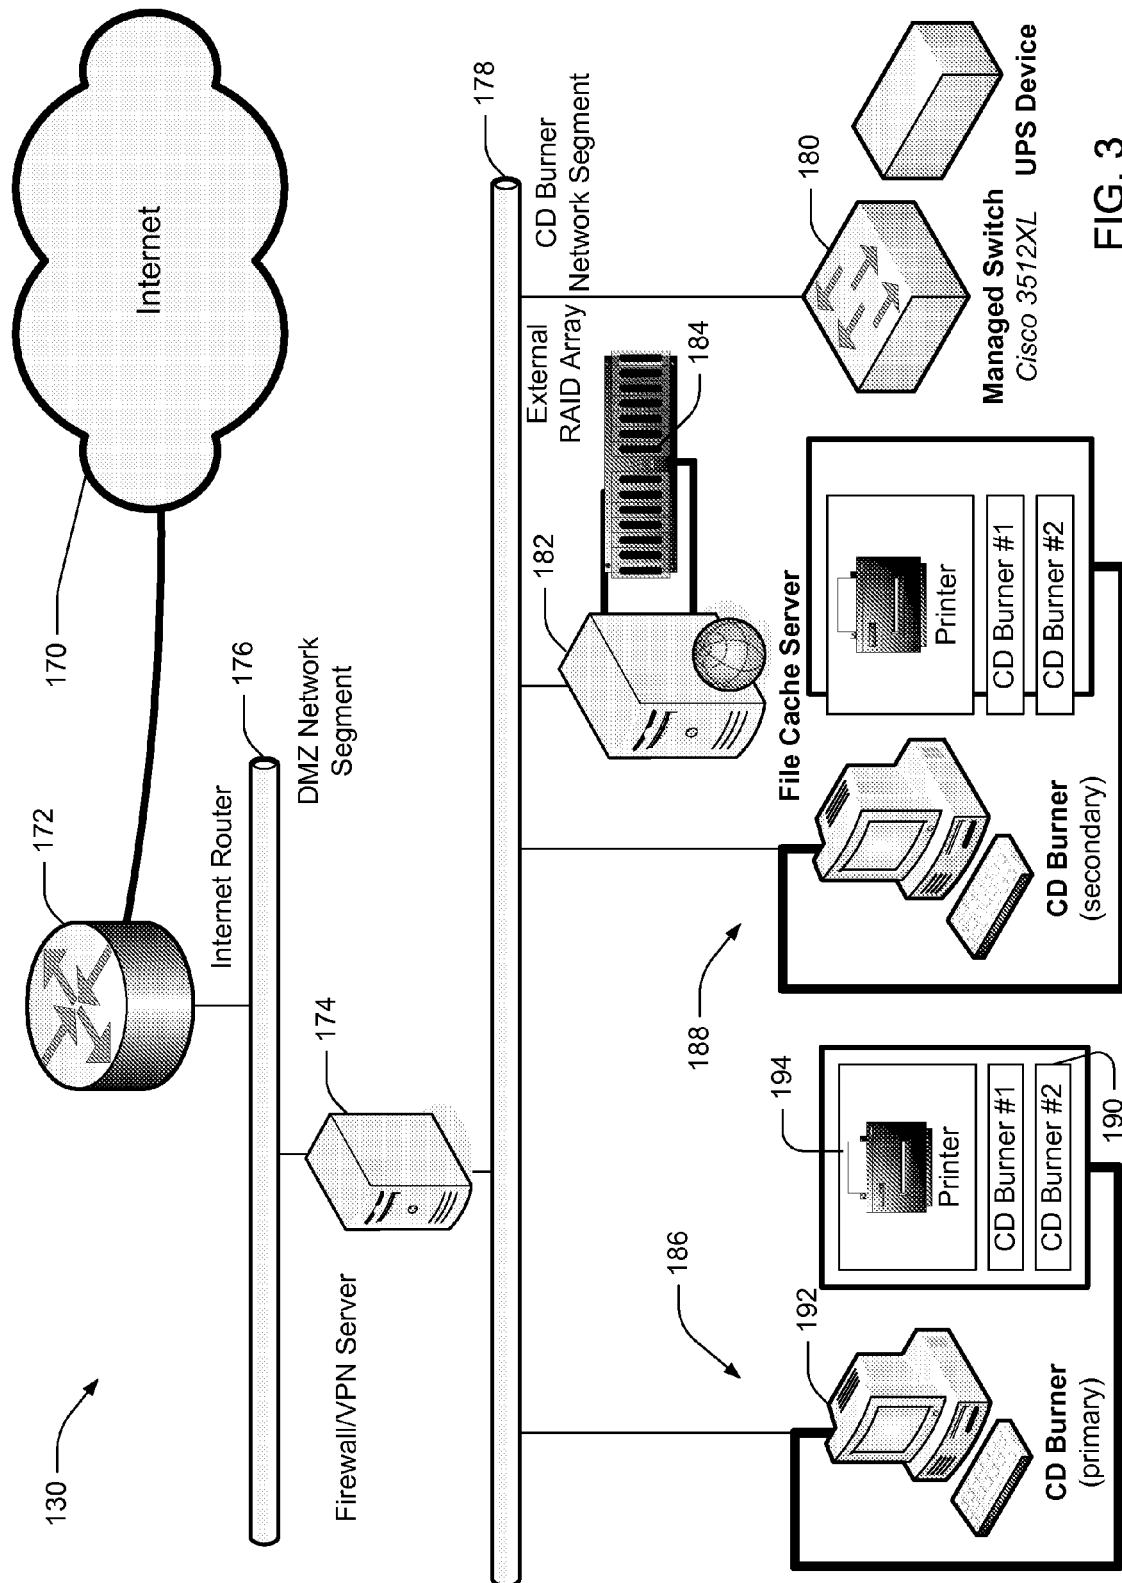 130
172
170
Internet
Internet Router
176
DMZ Network
Segment
174
Firewall/VPN Server
178
CD Burner
Network Segment
External
RAID Array
182
184
File Cache Server
180
Managed Switch
Cisco 3512XL
UPS Device
186
192
CD Burner
(primary)
194
Printer
CD Burner #1
CD Burner #2
190
188
CD Burner
(secondary)
Printer
CD Burner #1
CD Burner #2
FIG. 3